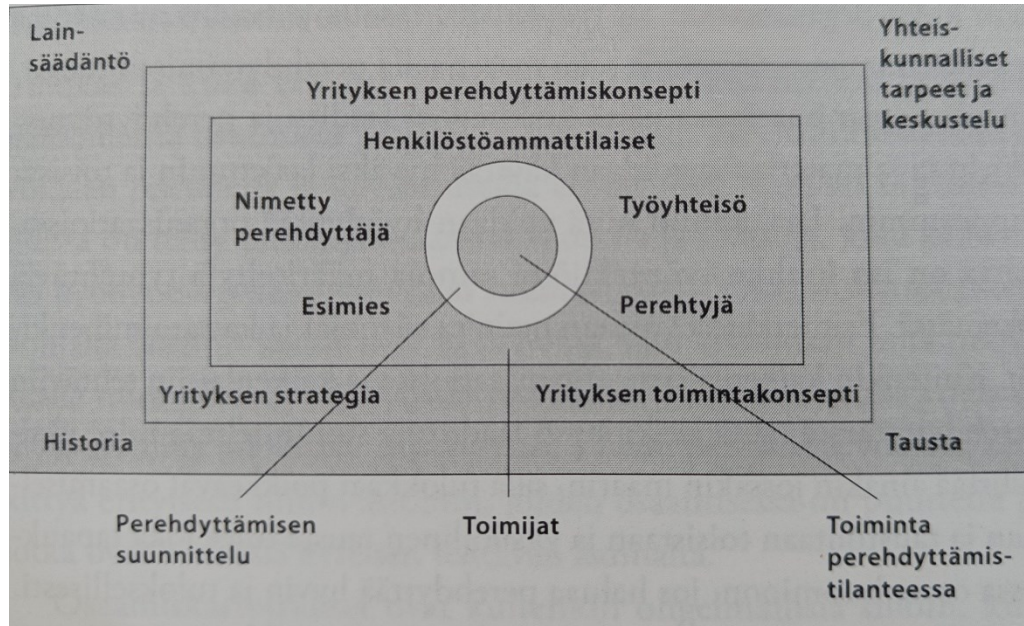 Lain-
säädäntö
Yhteis-
kunnalliset
tarpeet ja
keskustelu
Yrityksen perehdyttämiskonsepti
Henkilöstöammattilaiset
Nimetty
perehdyttäjä
Työyhteisö
Esimies
Perehtyjä
Yrityksen strategia
Yrityksen toimintakonsepti
Historia
Tausta
Perehdyttämisen
suunnittelu
Toimijat
Toiminta
perehdyttämis-
tilanteessa